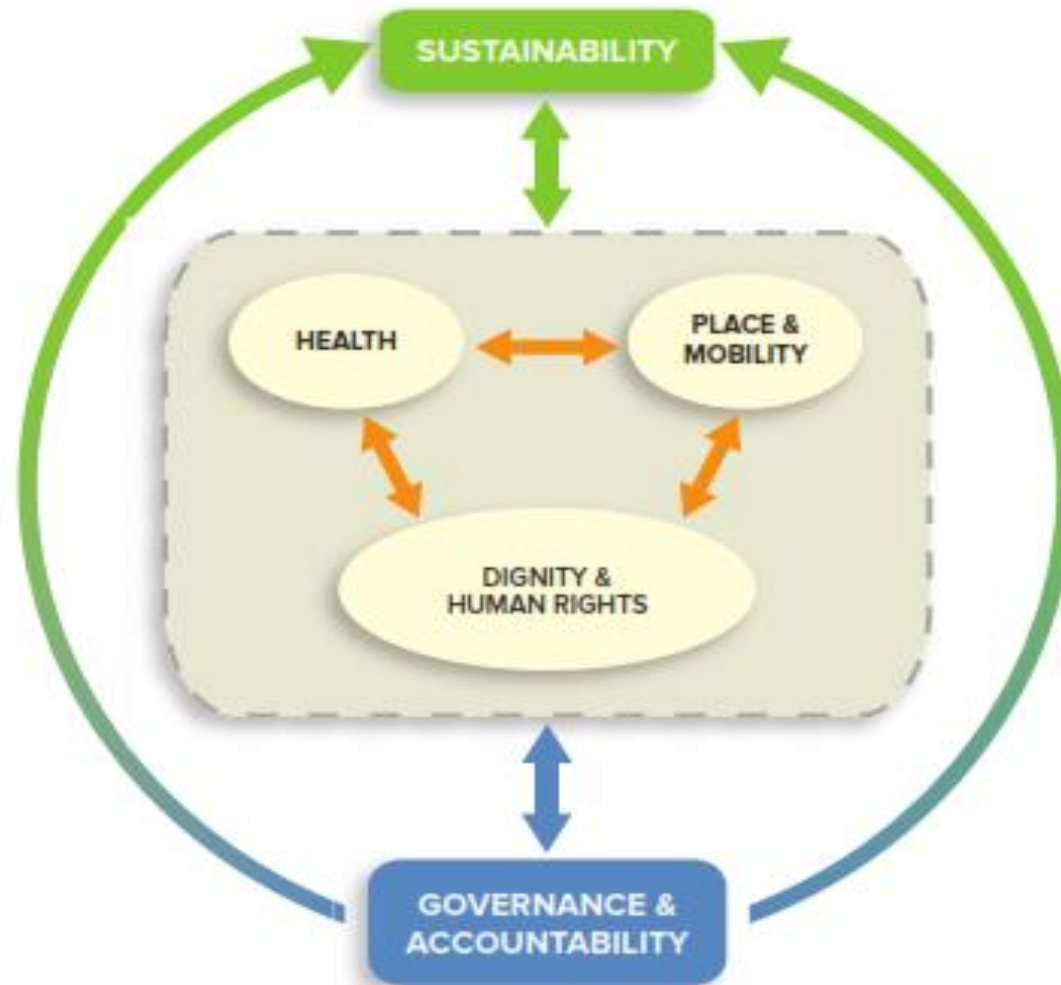 SUSTAINABILITY
HEALTH
PLACE &
MOBILITY
DIGNITY &
HUMAN RIGHTS
GOVERNANCE &
ACCOUNTABILITY